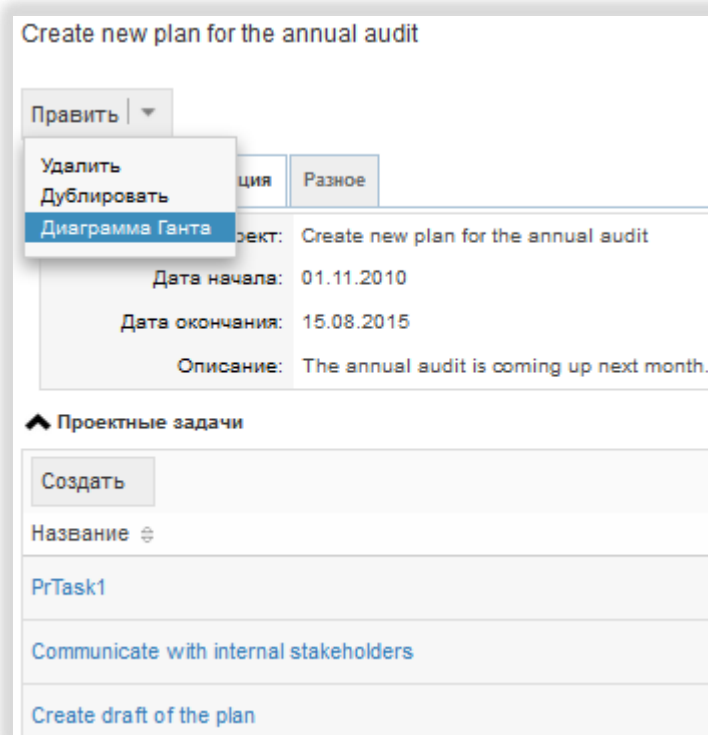 Create new plan for the annual audit
Править
Удалить
Дублировать
Диаграмма Ганта
ция
Разное
ект: Create new plan for the annual audit
Дата начала: 01.11.2010
Дата окончания: 15.08.2015
Описание: The annual audit is coming up next month.
Проектные задачи
Создать
Название
PrTask1
Communicate with internal stakeholders
Create draft of the plan